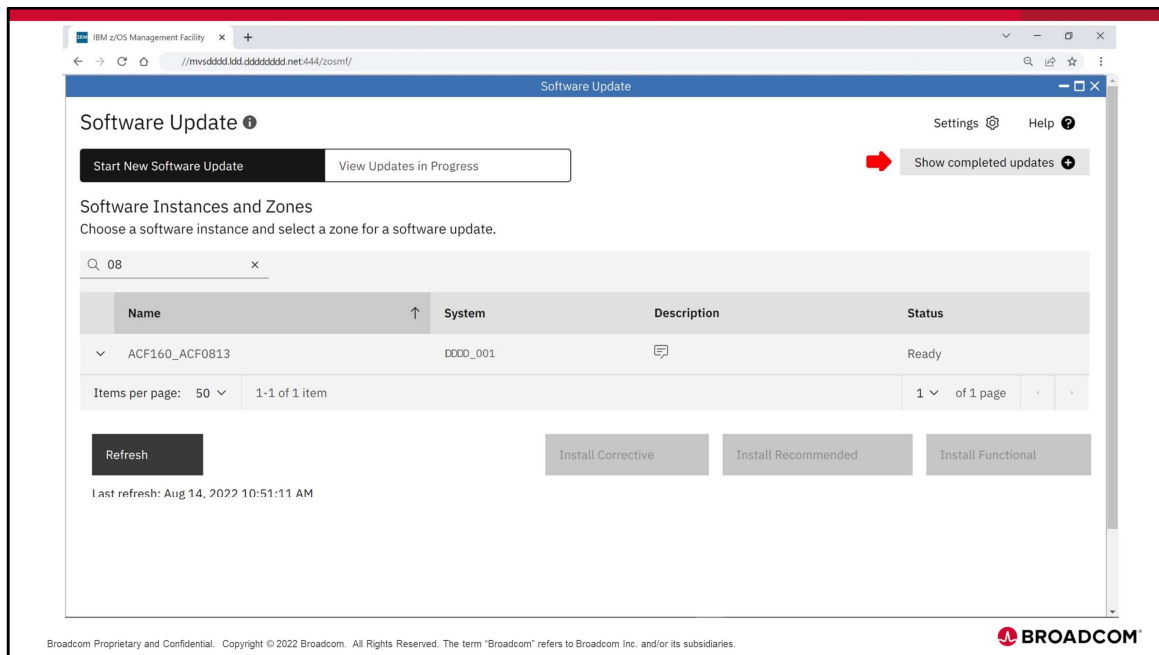 IBM z/OS Management Facility
//mvsdddd.ldd.dddddddd.net:444/zosmf/
Software Update
Software Update
Settings Help
Start New Software Update View Updates in Progress Show completed updates
Software Instances and Zones
Choose a software instance and select a zone for a software update.
08
Name System Description Status
ACF160_ACF0813 DDDD_001 Ready
Items per page: 50 1-1 of 1 item 1 of 1 page
Refresh Install Corrective Install Recommended Install Functional
Last refresh: Aug 14, 2022 10:51:11 AM
Broadcom Proprietary and Confidential. Copyright © 2022 Broadcom. All Rights Reserved. The term “Broadcom” refers to Broadcom Inc. and/or its subsidiaries.
BROADCOM®